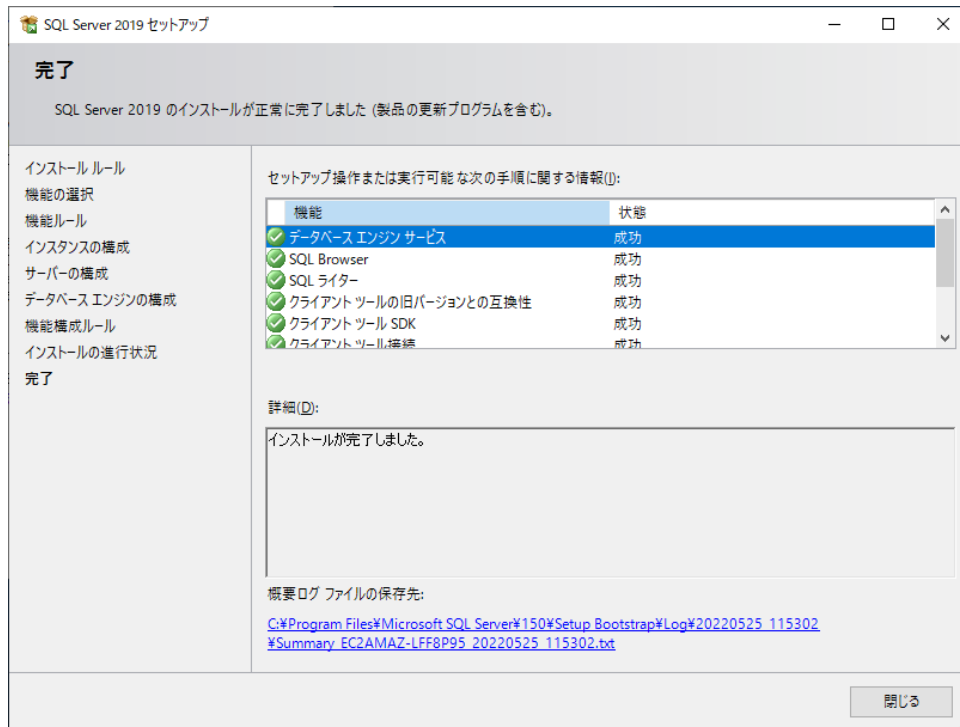 SQL Server 2019 セットアップ
完了
SQL Server 2019 のインストールが正常に完了しました (製品の更新プログラムを含む)。
インストール ルール
機能の選択
機能ルール
インスタンスの構成
サーバーの構成
データベース エンジンの構成
機能構成ルール
インストールの進行状況
完了
セットアップ操作または実行可能な次の手順に関する情報(I):
機能 状態
データベース エンジン サービス 成功
SQL Browser 成功
SQL ライター 成功
クライアント ツールの旧バージョンとの互換性 成功
クライアント ツール SDK 成功
クライアント ツール接続 成功
詳細(D):
インストールが完了しました。
概要ログ ファイルの保存先:
C:¥Program Files¥Microsoft SQL Server¥150¥Setup Bootstrap¥Log¥20220525_115302
¥Summary_EC2AMAZ-LFF8P95_20220525_115302.txt
閉じる